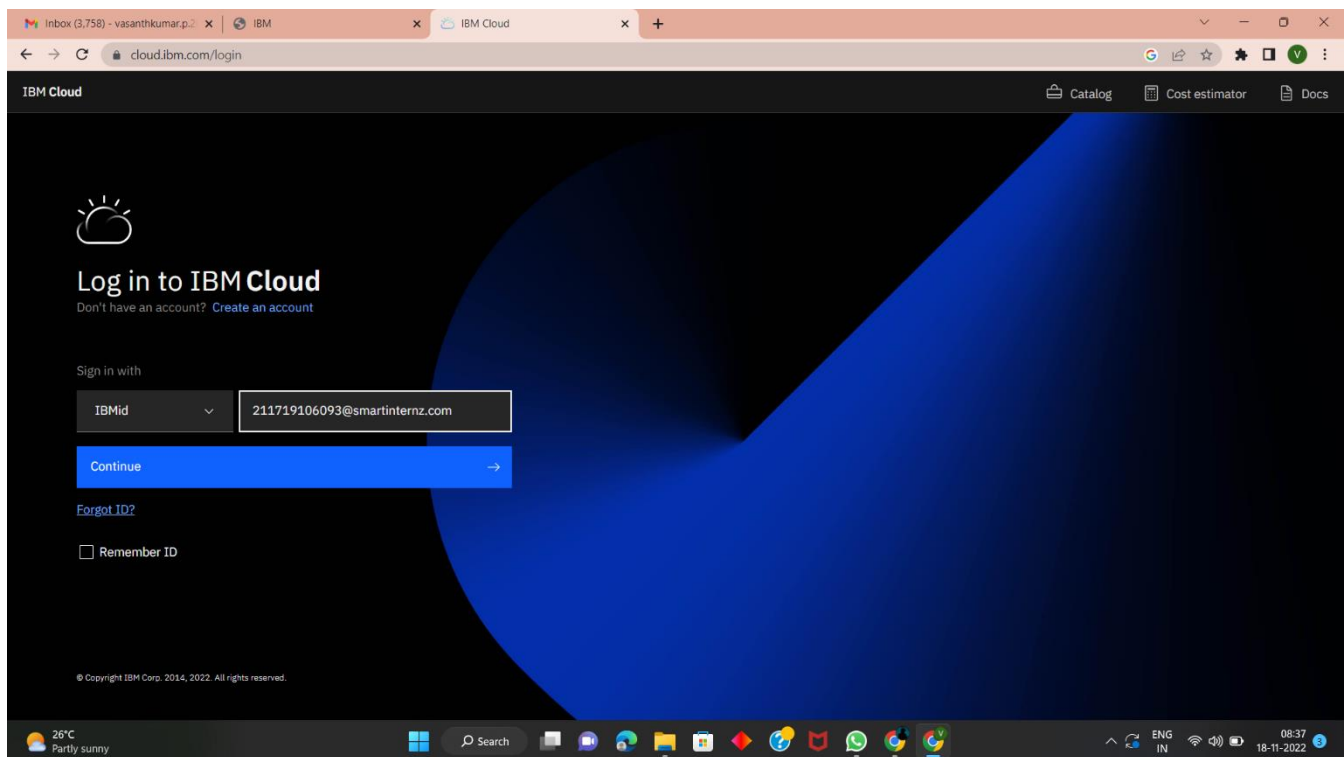 Inbox (3,758) - vasanthkumar.p.2
IBM
IBM Cloud
cloud.ibm.com/login
V
IBM Cloud
Catalog
Cost estimator
Docs
Log in to IBM Cloud
Don't have an account? Create an account
Sign in with
IBMid
211719106093@smartinternz.com
Continue
Forgot ID?
Remember ID
© Copyright IBM Corp. 2014, 2022. All rights reserved.
26°C
Partly sunny
Search
ENG
IN
08:37
18-11-2022
3